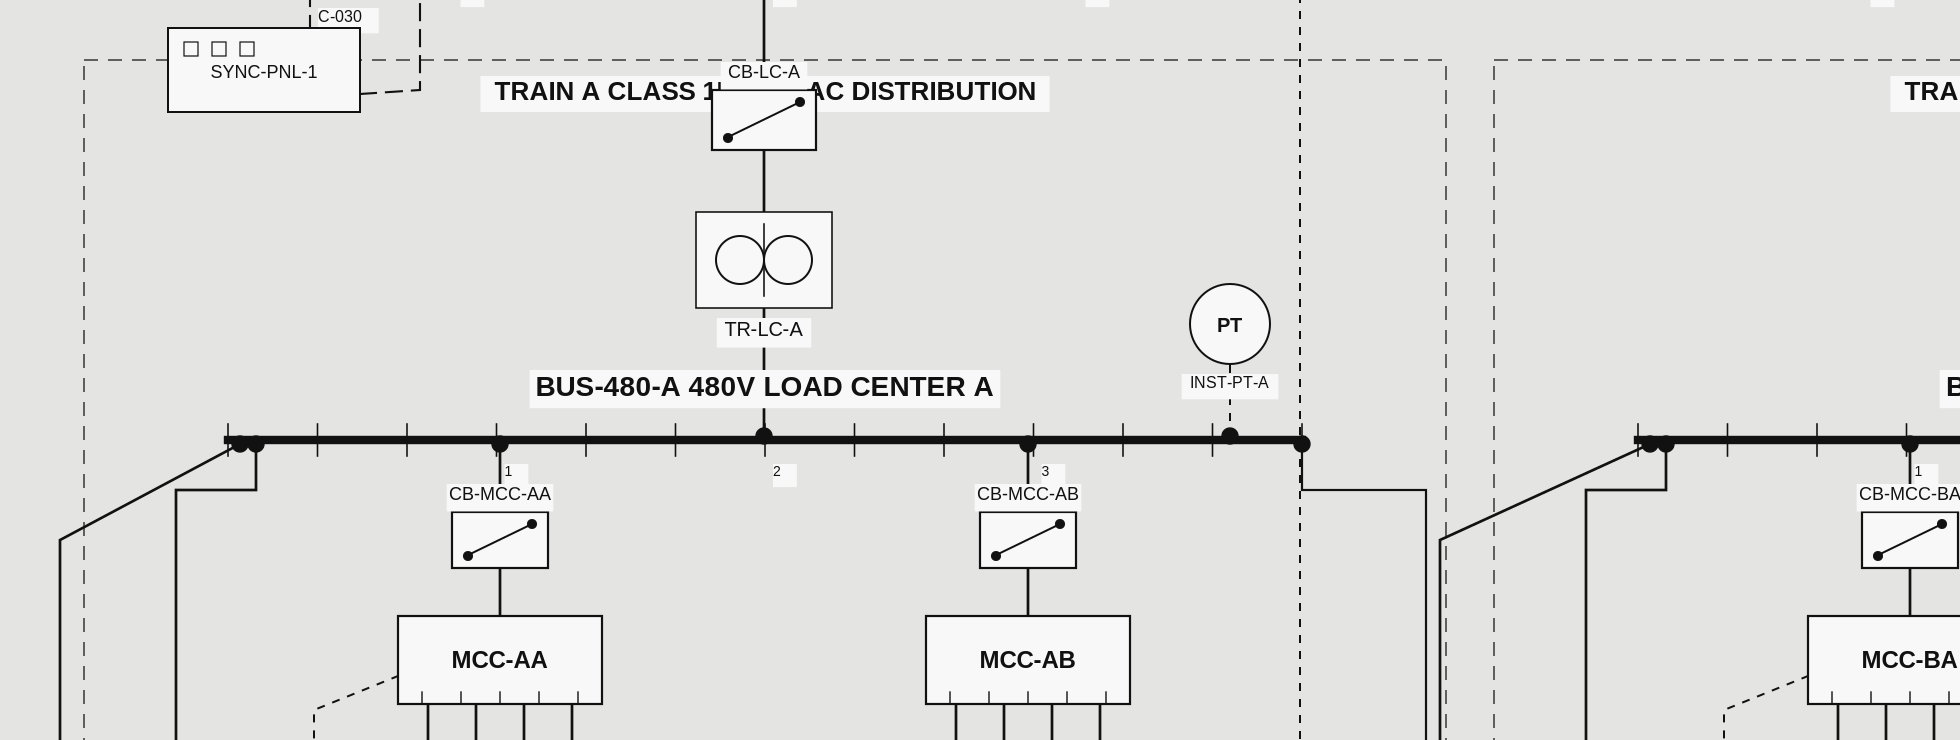 C-030
SYNC-PNL-1
CB-LC-A
TRAIN A CLASS AC DISTRIBUTION
TR-LC-A
PT
INST-PT-A
BUS-480-A 480V LOAD CENTER A
1
2
3
1
CB-MCC-AA
CB-MCC-AB
CB-MCC-BA
MCC-AA
MCC-AB
MCC-BA